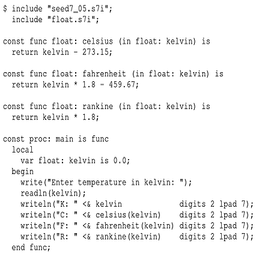 $ include "seed7_05.s7i";
  include "float.s7i";

const func float: celsius (in float: kelvin) is
  return kelvin - 273.15;

const func float: fahrenheit (in float: kelvin) is
  return kelvin * 1.8 - 459.67;

const func float: rankine (in float: kelvin) is
  return kelvin * 1.8;

const proc: main is func
  local
    var float: kelvin is 0.0;
  begin
    write("Enter temperature in kelvin: ");
    readln(kelvin);
    writeln("K: " <& kelvin             digits 2 lpad 7);
    writeln("C: " <& celsius(kelvin)    digits 2 lpad 7);
    writeln("F: " <& fahrenheit(kelvin) digits 2 lpad 7);
    writeln("R: " <& rankine(kelvin)    digits 2 lpad 7);
  end func;